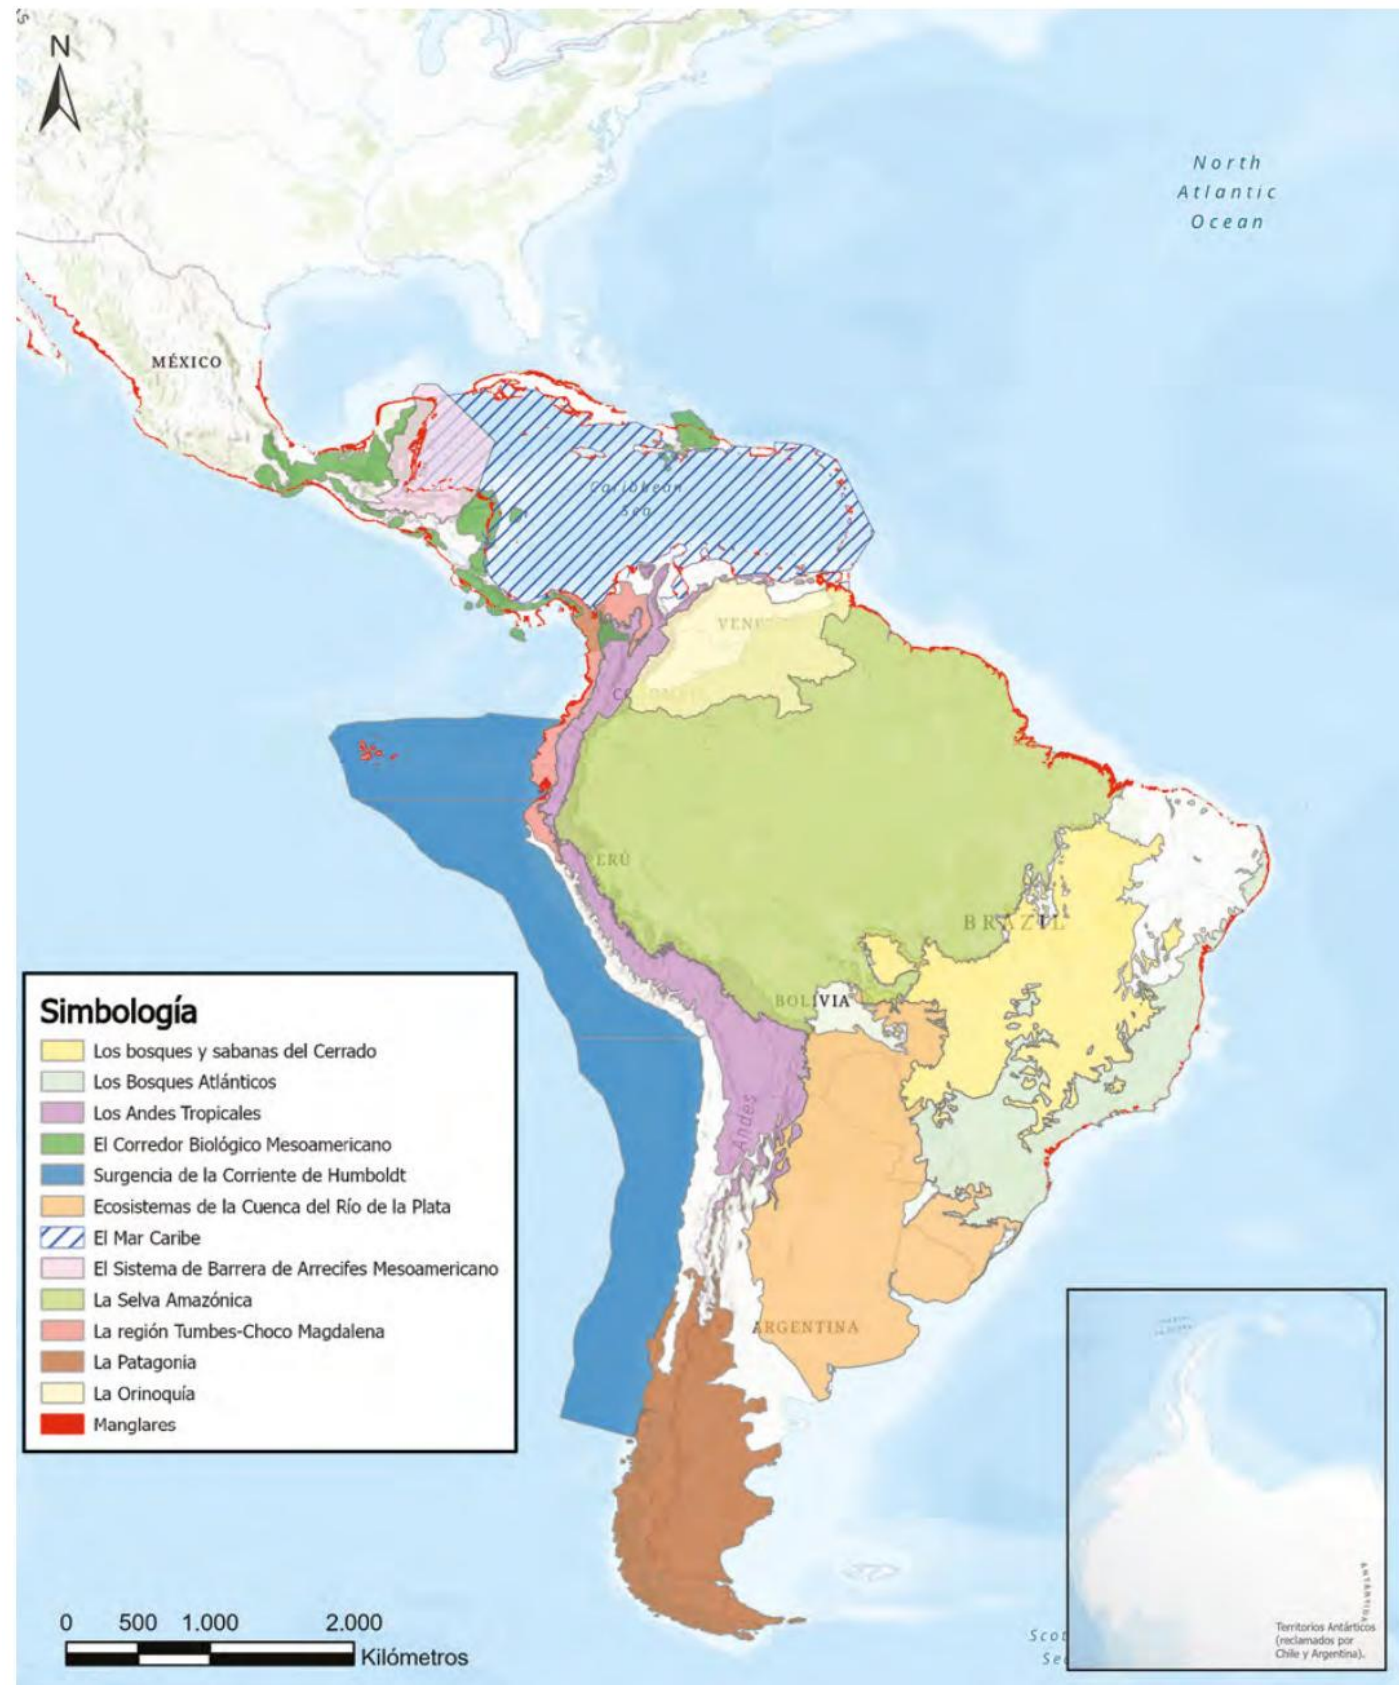 N
North
Atlantic
Ocean
MÉXICO
Caribbean
Sea
PERÚ
BRAZIL
BOLIVIA
Andes
ARGENTINA
Simbología
Los bosques y sabanas del Cerrado
Los Bosques Atlánticos
Los Andes Tropicales
El Corredor Biológico Mesoamericano
Surgencia de la Corriente de Humboldt
Ecosistemas de la Cuenca del Río de la Plata
El Mar Caribe
El Sistema de Barrera de Arrecifes Mesoamericano
La Selva Amazónica
La región Tumbes-Choco Magdalena
La Patagonia
La Orinoquía
Manglares
0 500 1.000 2.000
Kilómetros
ANTÁRTIDA
Territorios Antárticos
(reclamados por
Chile y Argentina).